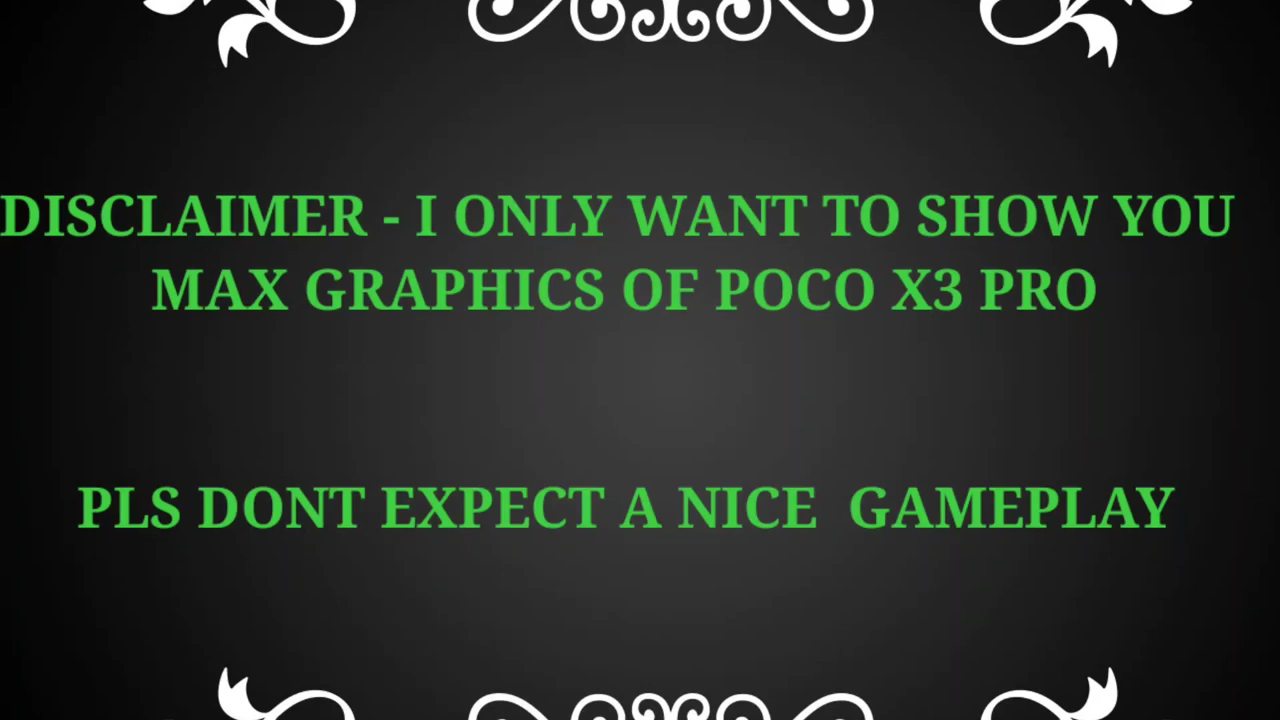 DISCLAIMER - I ONLY WANT TO SHOW YOU
MAX GRAPHICS OF POCO X3 PRO
PLS DONT EXPECT A NICE  GAMEPLAY